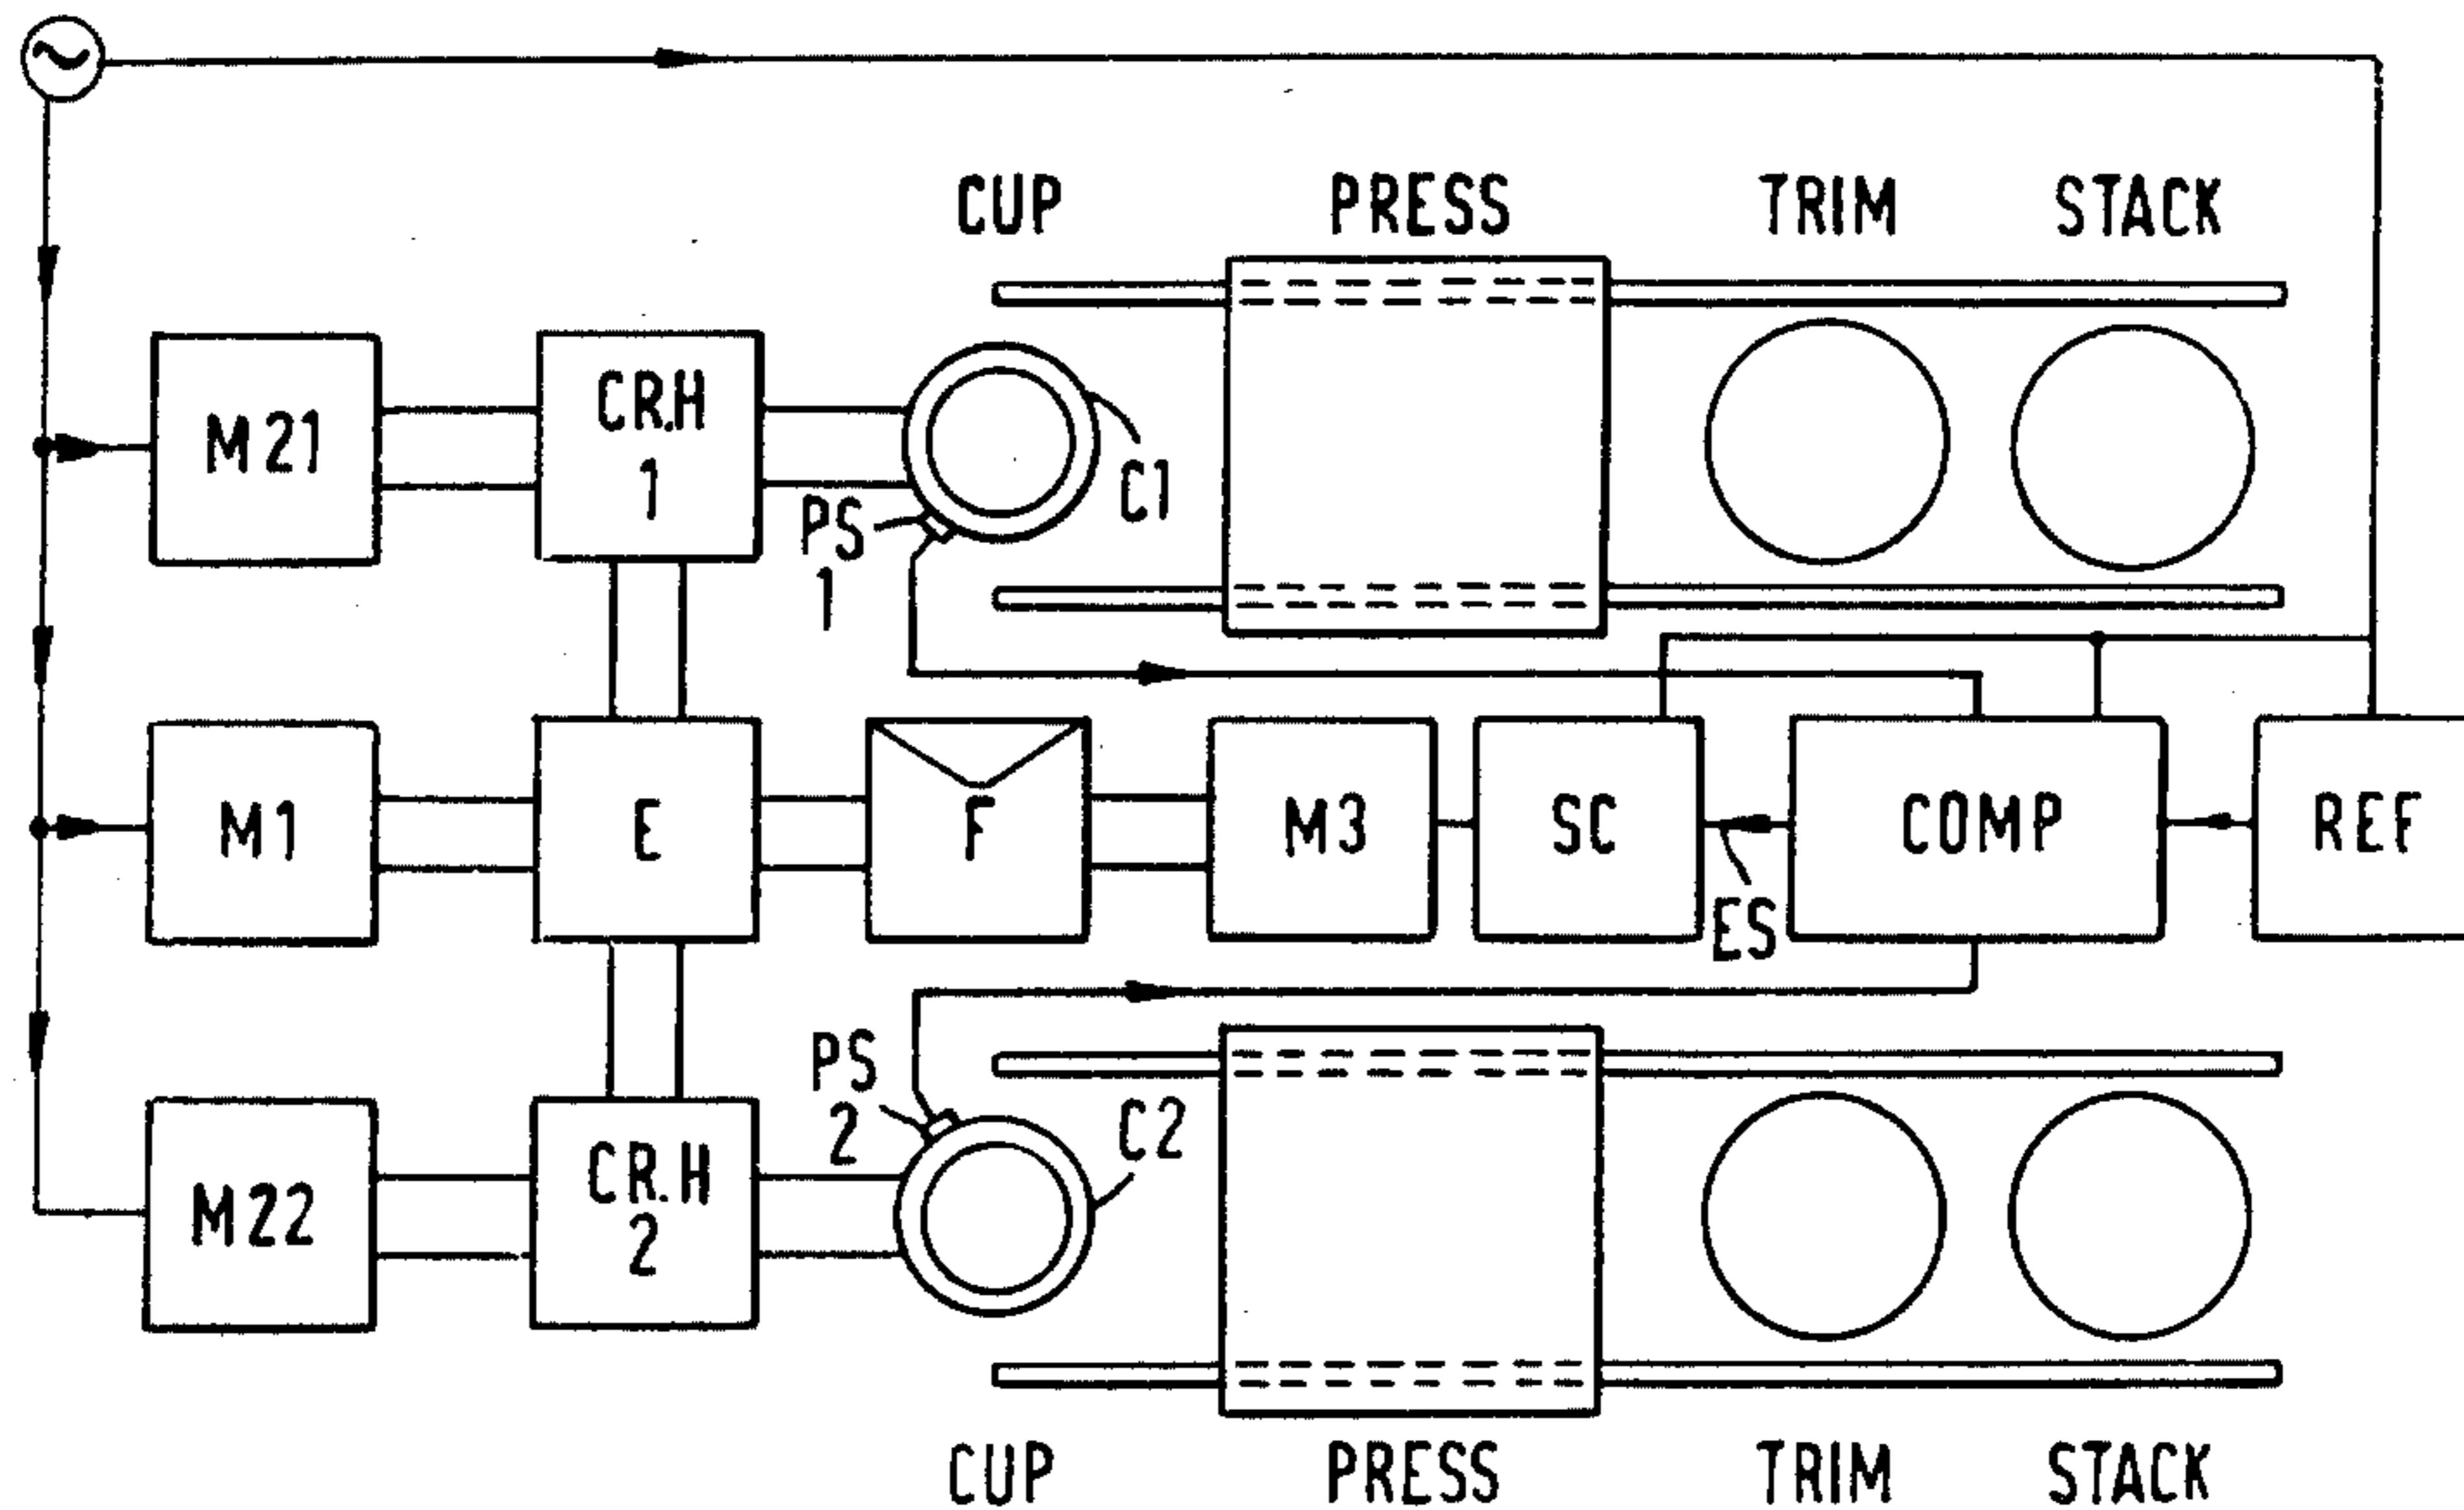 CUP PRESS TRIM STACK
M21
CR.H
1
C1
PS
1
M1
E
F
M3
SC
COMP
REF
ES
PS
2
C2
M22
CR.H
2
CUP PRESS TRIM STACK